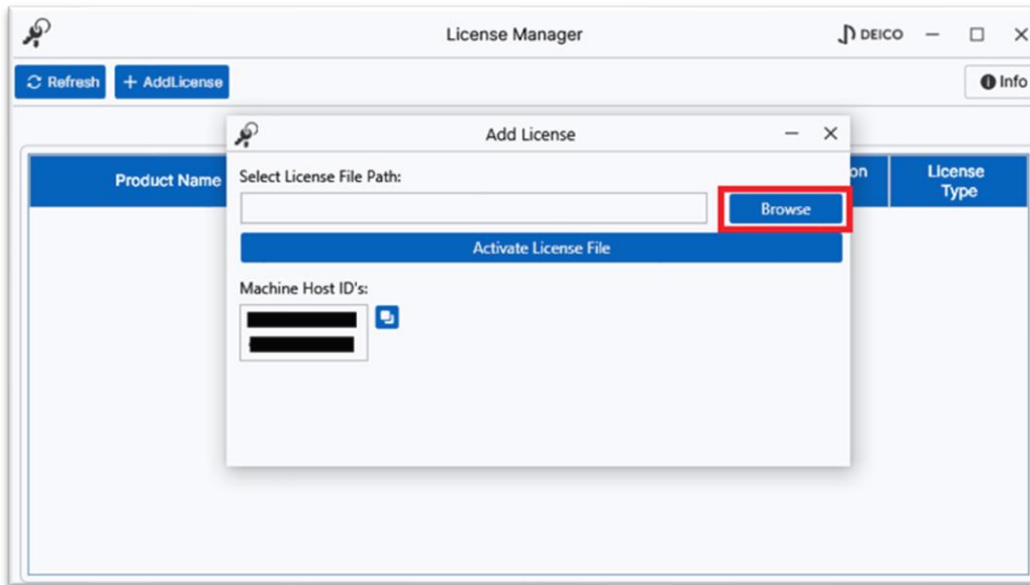 License Manager
DEICO
Refresh
+ AddLicense
Info
Add License
Product Name
Select License File Path:
on
License
Type
Browse
Activate License File
Machine Host ID's: